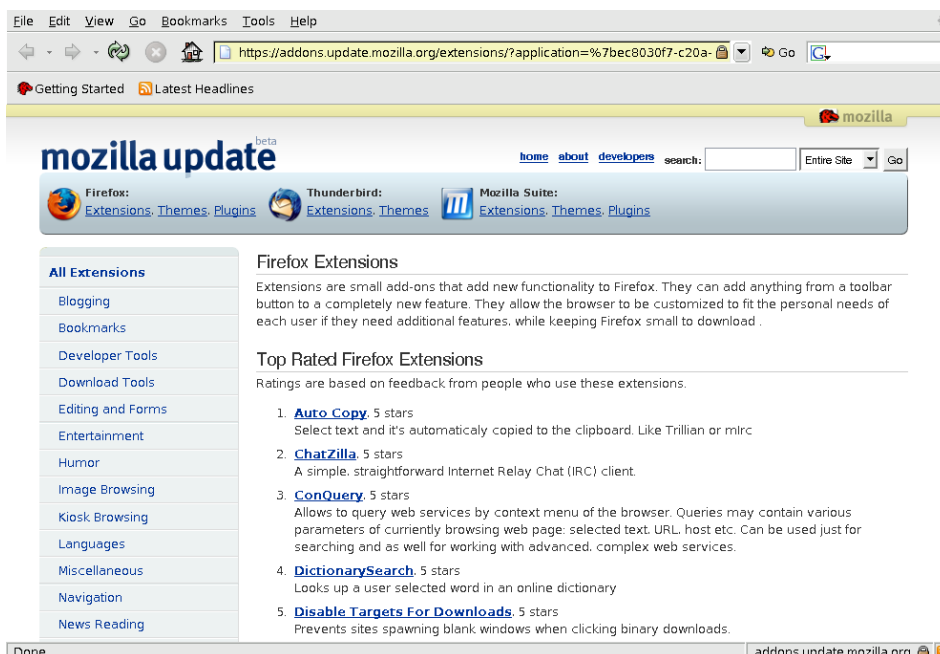 File Edit View Go Bookmarks Tools Help
https://addons.update.mozilla.org/extensions/?application=%7bec8030f7-c20a- Go G
Getting Started Latest Headlines
mozilla
mozilla update beta
home about developers search: Entire Site Go
Firefox: Thunderbird: Mozilla Suite:
Extensions, Themes, Plugins Extensions, Themes Extensions, Themes, Plugins
All Extensions
Blogging
Bookmarks
Developer Tools
Download Tools
Editing and Forms
Entertainment
Humor
Image Browsing
Kiosk Browsing
Languages
Miscellaneous
Navigation
News Reading
Firefox Extensions
Extensions are small add-ons that add new functionality to Firefox. They can add anything from a toolbar
button to a completely new feature. They allow the browser to be customized to fit the personal needs of
each user if they need additional features, while keeping Firefox small to download .
Top Rated Firefox Extensions
Ratings are based on feedback from people who use these extensions.
1. Auto Copy, 5 stars
Select text and it's automaticaly copied to the clipboard. Like Trillian or mIrc
2. ChatZilla, 5 stars
A simple, straightforward Internet Relay Chat (IRC) client.
3. ConQuery, 5 stars
Allows to query web services by context menu of the browser. Queries may contain various
parameters of currently browsing web page: selected text, URL, host etc. Can be used just for
searching and as well for working with advanced, complex web services.
4. DictionarySearch, 5 stars
Looks up a user selected word in an online dictionary
5. Disable Targets For Downloads, 5 stars
Prevents sites spawning blank windows when clicking binary downloads.
Done addons.update.mozilla.org